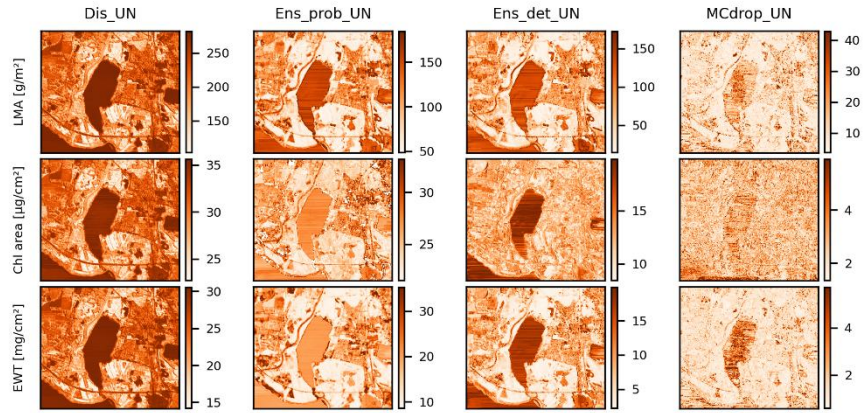 Dis_UN Ens_prob_UN Ens_det_UN MCdrop_UN
LMA [g/m²] 250 200 150 150 100 50 150 100 50 40 30 20 10
Chl area [µg/cm²] 35 30 25 30 25 15 10 4 2
EWT [mg/cm²] 30 25 20 15 30 20 10 15 10 5 4 2